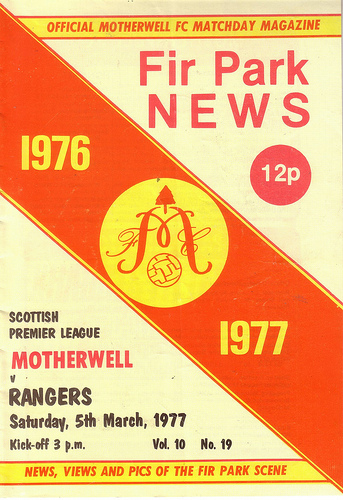 OFFICIAL MOTHERWELL FC MATCHDAY MAGAZINE
Fir Park
NEWS
1976
12p
F M C
1977
SCOTTISH
PREMIER LEAGUE
MOTHERWELL
v
RANGERS
Saturday, 5th March, 1977
Kick-off 3 p.m. Vol. 10 No. 19
NEWS, VIEWS AND PICS OF THE FIR PARK SCENE